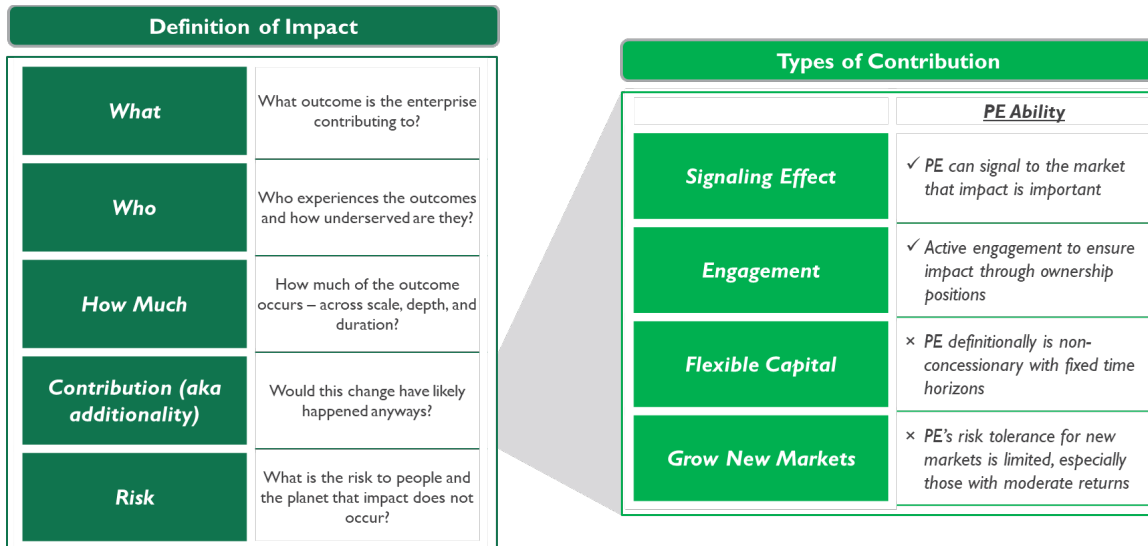 Definition of Impact
What
What outcome is the enterprise
contributing to?
Who
Who experiences the outcomes
and how underserved are they?
How Much
How much of the outcome
occurs – across scale, depth, and
duration?
Contribution (aka
additionality)
Would this change have likely
happened anyways?
Risk
What is the risk to people and
the planet that impact does not
occur?
Types of Contribution
PE Ability
Signaling Effect
✓ PE can signal to the market
that impact is important
Engagement
✓ Active engagement to ensure
impact through ownership
positions
Flexible Capital
× PE definitionally is non-
concessionary with fixed time
horizons
Grow New Markets
× PE's risk tolerance for new
markets is limited, especially
those with moderate returns